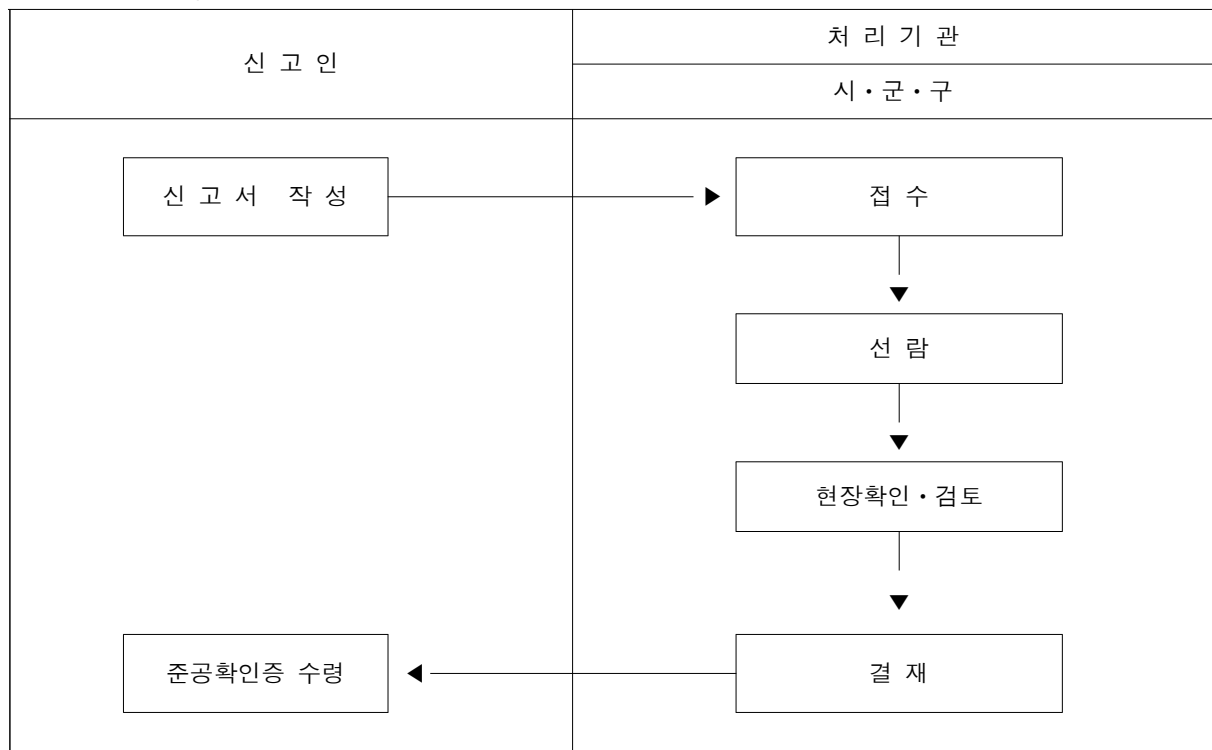 신 고 인
처 리 기 관
시・군・구
신 고 서 작 성
접 수
선 람
현장확인・검토
준공확인증 수령
결 재